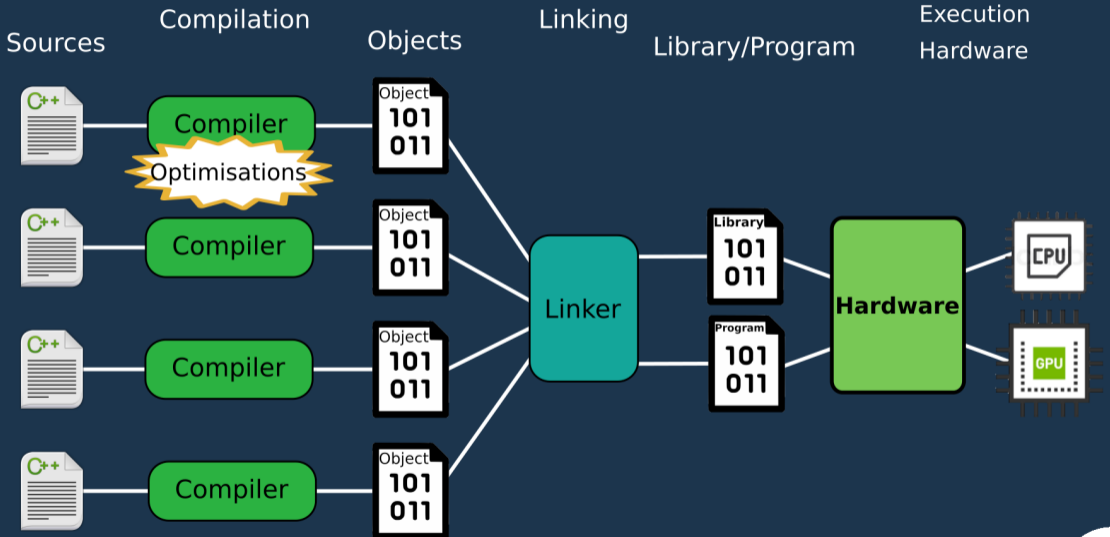 Sources
Compilation
Objects
Linking
Library/Program
Execution
Hardware
C++
Compiler
Optimisations
Object
101
011
C++
Compiler
Object
101
011
C++
Compiler
Object
101
011
C++
Compiler
Object
101
011
Linker
Library
101
011
Program
101
011
Hardware
CPU
GPU